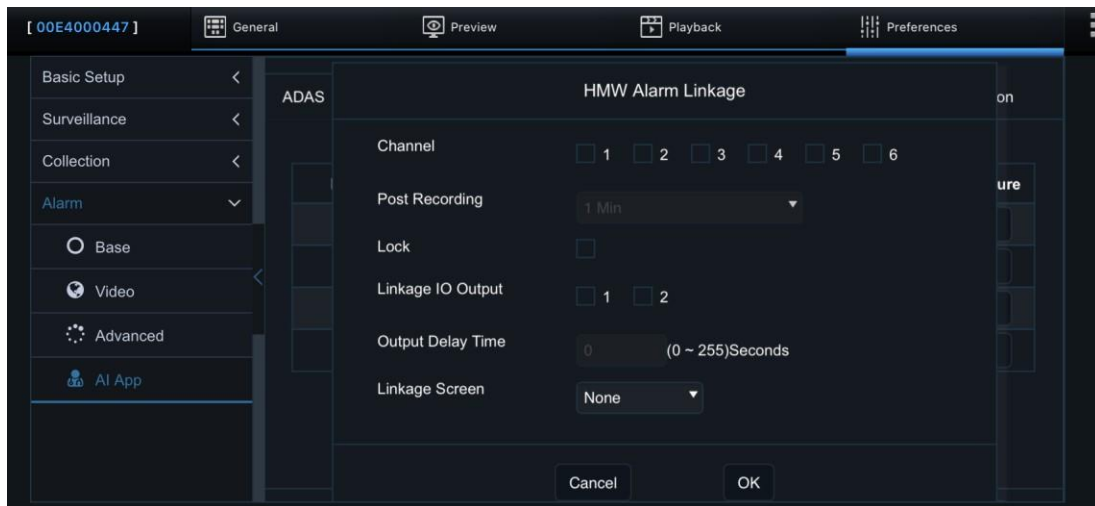 [ 00E4000447 ] General Preview Playback Preferences
Basic Setup
Surveillance
Collection
Alarm
Base
Video
Advanced
AI App
ADAS
on
ure
HMW Alarm Linkage
Channel 1 2 3 4 5 6
Post Recording 1 Min
Lock
Linkage IO Output 1 2
Output Delay Time 0 (0 ~ 255)Seconds
Linkage Screen None
Cancel OK